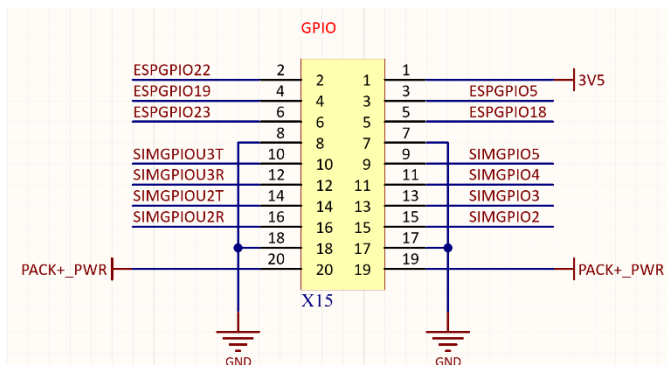 GPIO
ESPGPIO22 2 2 1 1 3V5
ESPGPIO19 4 4 3 3 ESPGPIO5
ESPGPIO23 6 6 5 5 ESPGPIO18
8 8 7 7
SIMGPIOU3T 10 10 9 9 SIMGPIO5
SIMGPIOU3R 12 12 11 11 SIMGPIO4
SIMGPIOU2T 14 14 13 13 SIMGPIO3
SIMGPIOU2R 16 16 15 15 SIMGPIO2
18 18 17 17
PACK+_PWR 20 20 19 19 PACK+_PWR
X15
GND GND